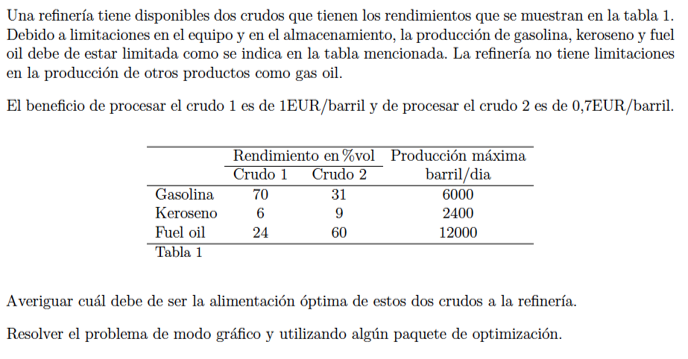 Una refinería tiene disponibles dos crudos que tienen los rendimientos que se muestran en la tabla 1.
Debido a limitaciones en el equipo y en el almacenamiento, la producción de gasolina, keroseno y fuel
oil debe de estar limitada como se indica en la tabla mencionada. La refinería no tiene limitaciones
en la producción de otros productos como gas oil.
El beneficio de procesar el crudo 1 es de 1EUR/barril y de procesar el crudo 2 es de 0,7EUR/barril.
Rendimiento en %vol Producción máxima
Crudo 1 Crudo 2 barril/dia
Gasolina 70 31 6000
Keroseno 6 9 2400
Fuel oil 24 60 12000
Tabla 1
Averiguar cuál debe de ser la alimentación óptima de estos dos crudos a la refinería.
Resolver el problema de modo gráfico y utilizando algún paquete de optimización.